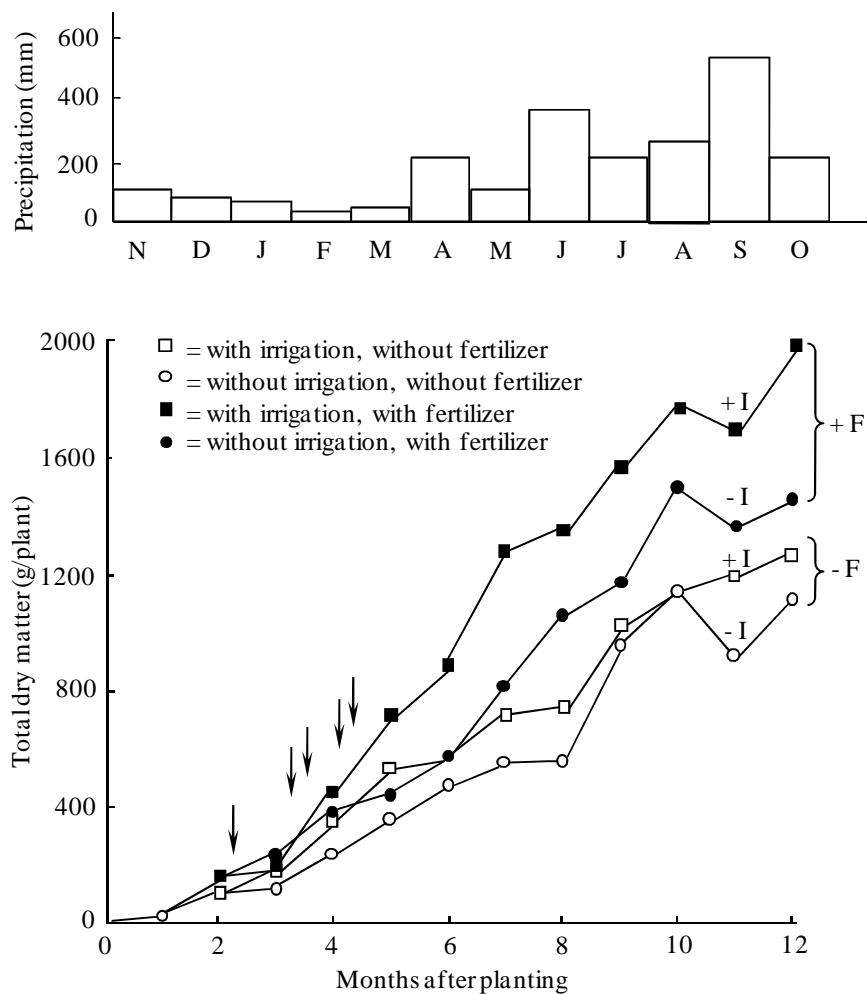 Precipitation (mm)
600
400
200
0
N D J F M A M J J A S O
Total dry matter (g/plant)
2000
1600
1200
800
400
0
= with irrigation, without fertilizer
= without irrigation, without fertilizer
= with irrigation, with fertilizer
= without irrigation, with fertilizer
+ I
+ F
- I
+ I
- F
- I
0 2 4 6 8 10 12
Months after planting